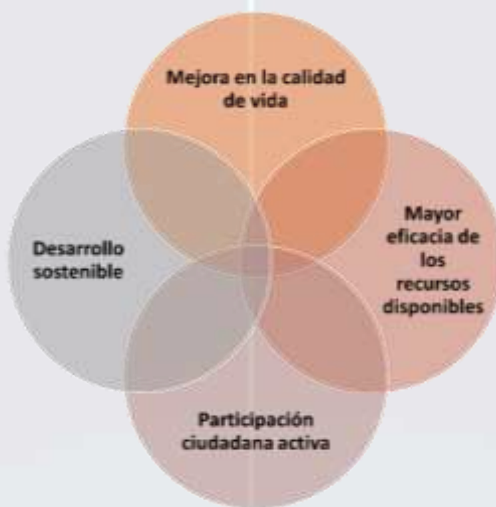 Mejora en la calidad
de vida
Desarrollo
sostenible
Mayor
eficacia de
los
recursos
disponibles
Participación
ciudadana activa